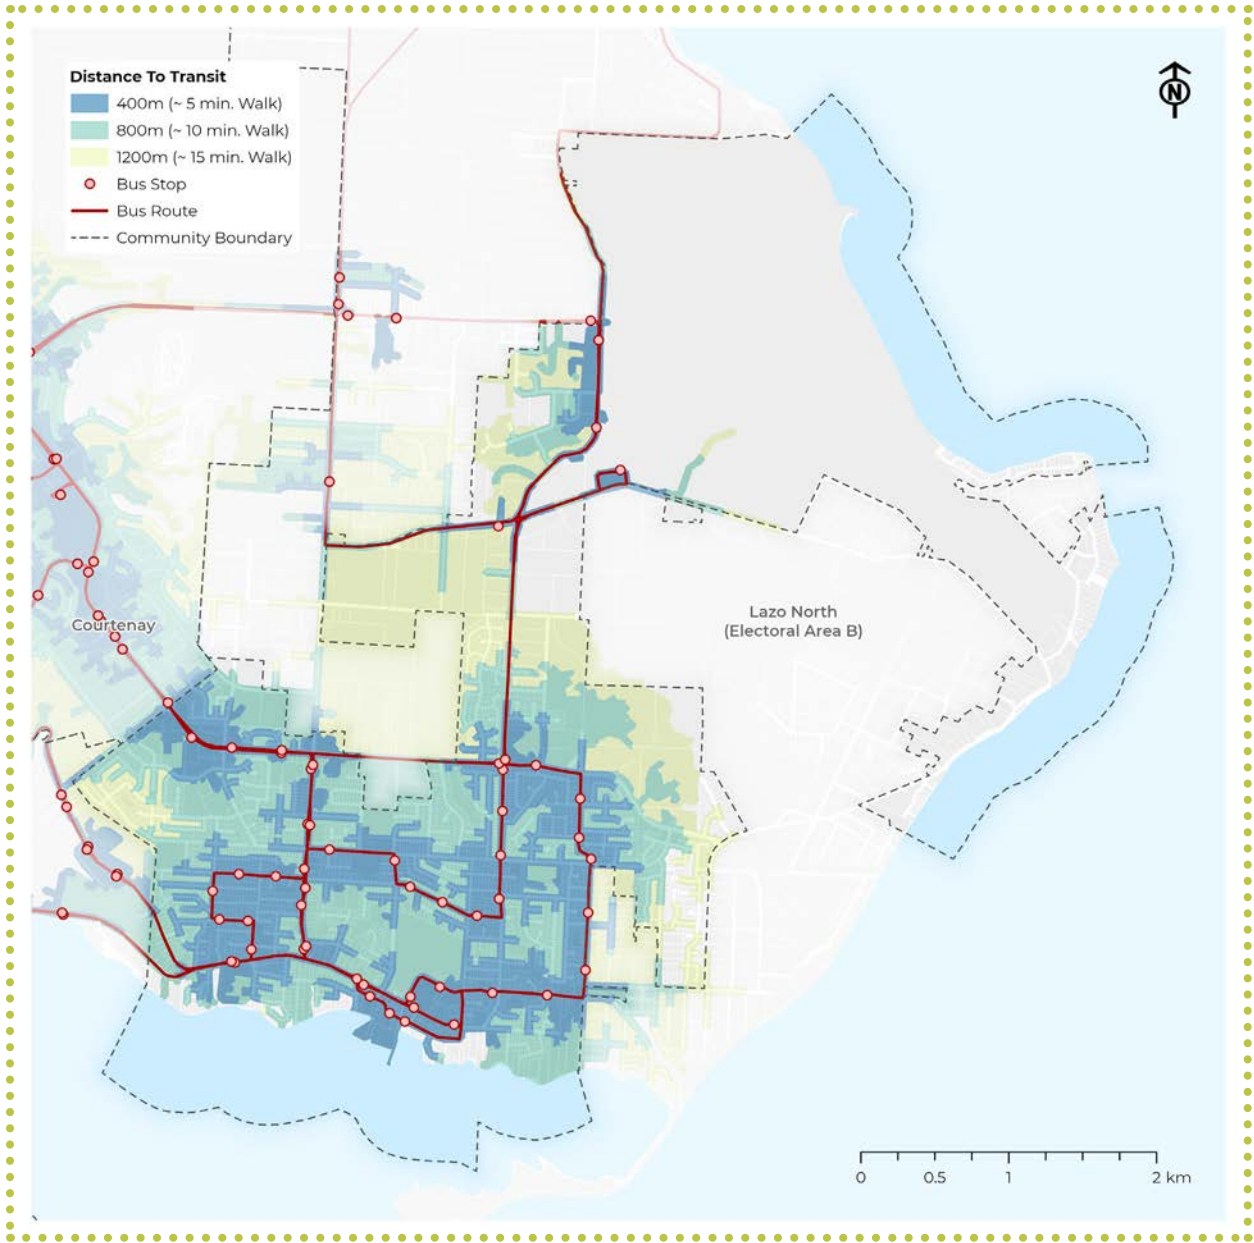 Distance To Transit
400m (~ 5 min. Walk)
800m (~ 10 min. Walk)
1200m (~ 15 min. Walk)
Bus Stop
Bus Route
Community Boundary
N
Courtenay
Lazo North
(Electoral Area B)
0 0.5 1 2 km